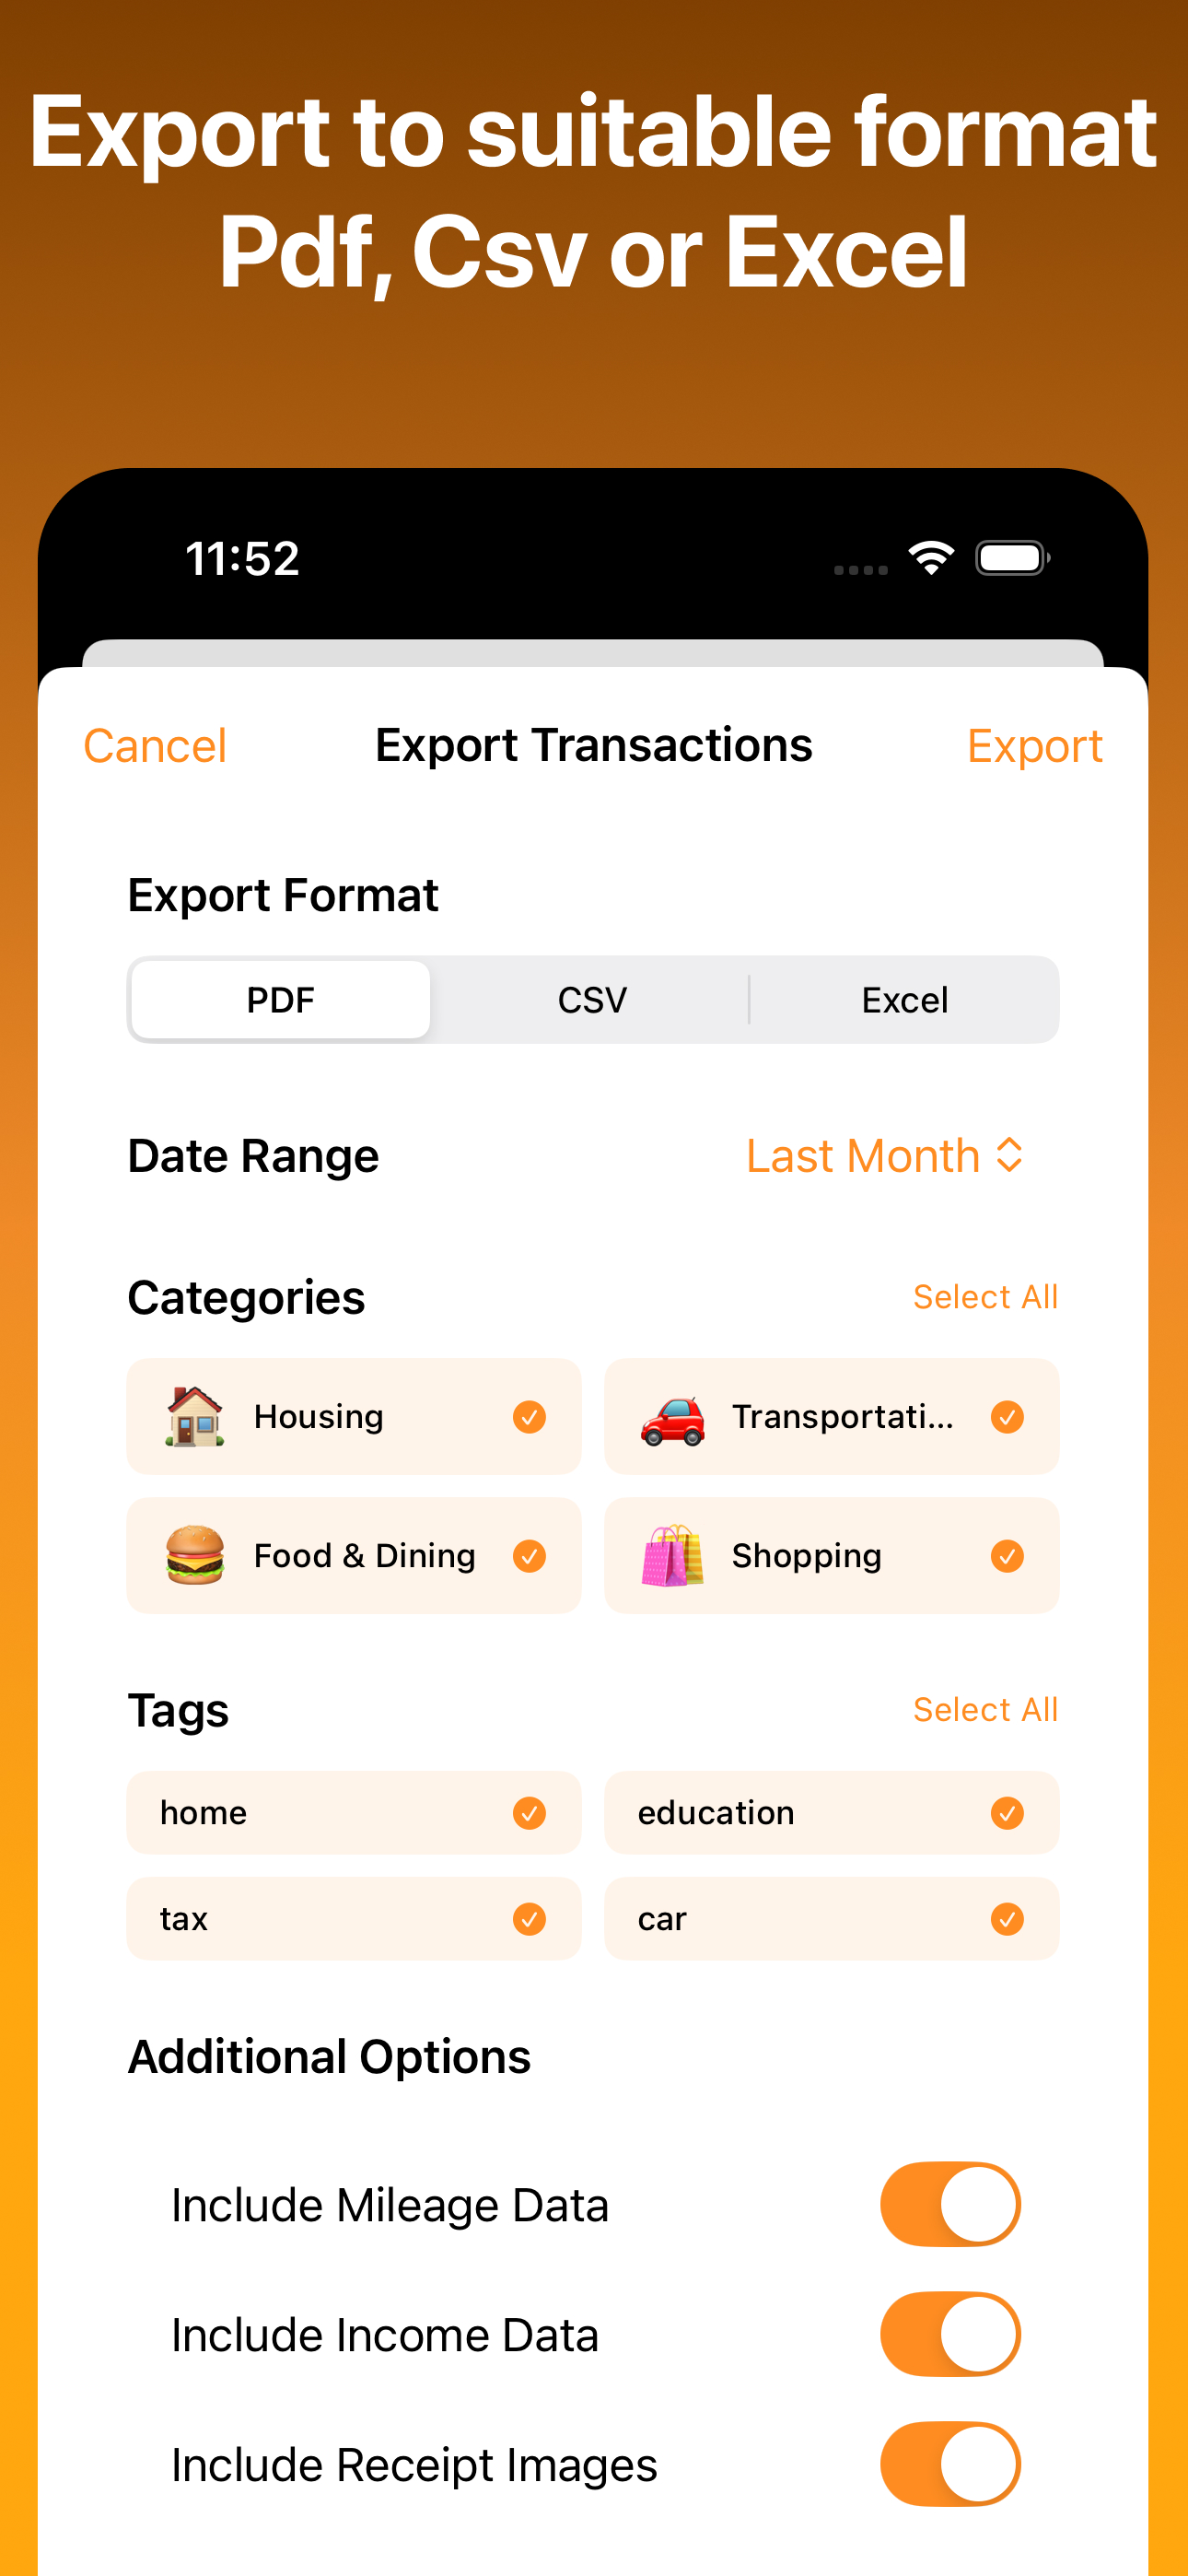 Export to suitable format
Pdf, Csv or Excel
11:52
Cancel Export Transactions Export
Export Format
PDF CSV Excel
Date Range Last Month
Categories Select All
Housing Transportati...
Food & Dining Shopping
Tags Select All
home education
tax car
Additional Options
Include Mileage Data
Include Income Data
Include Receipt Images